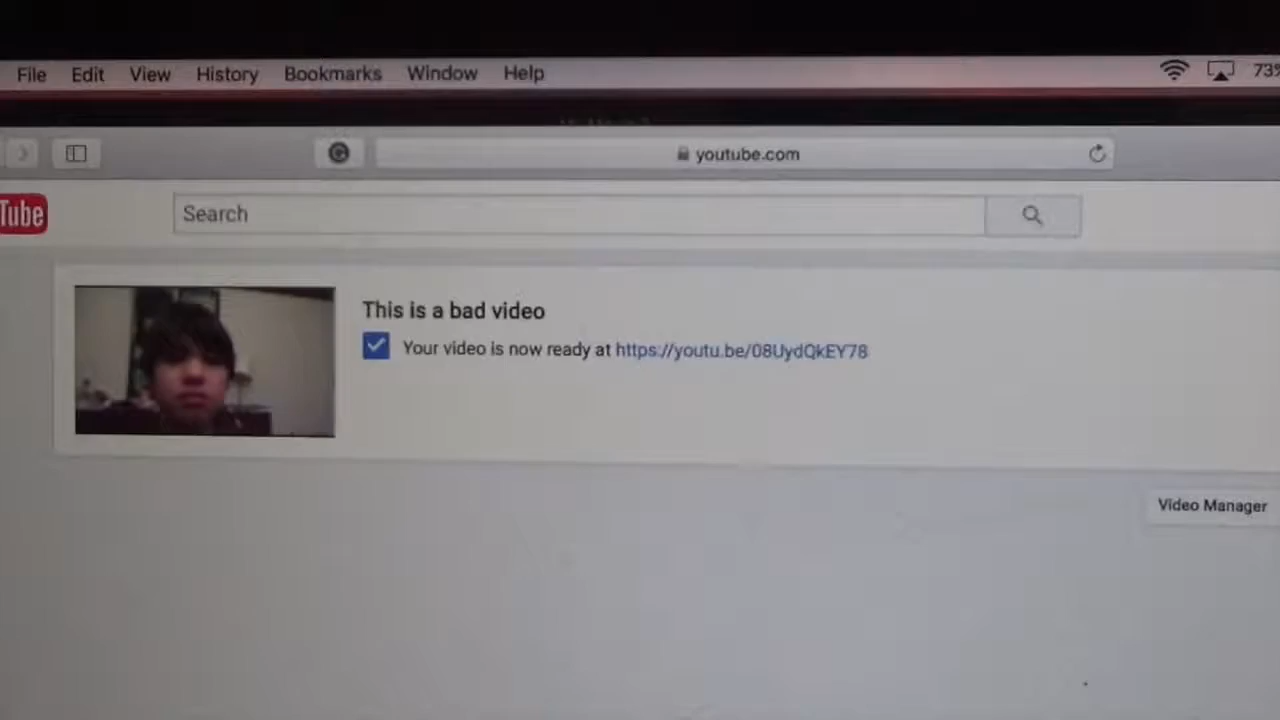 File Edit View History Bookmarks Window Help 73%
youtube.com
Tube Search
This is a bad video
Your video is now ready at https://youtu.be/08UydQkEY78
Video Manager